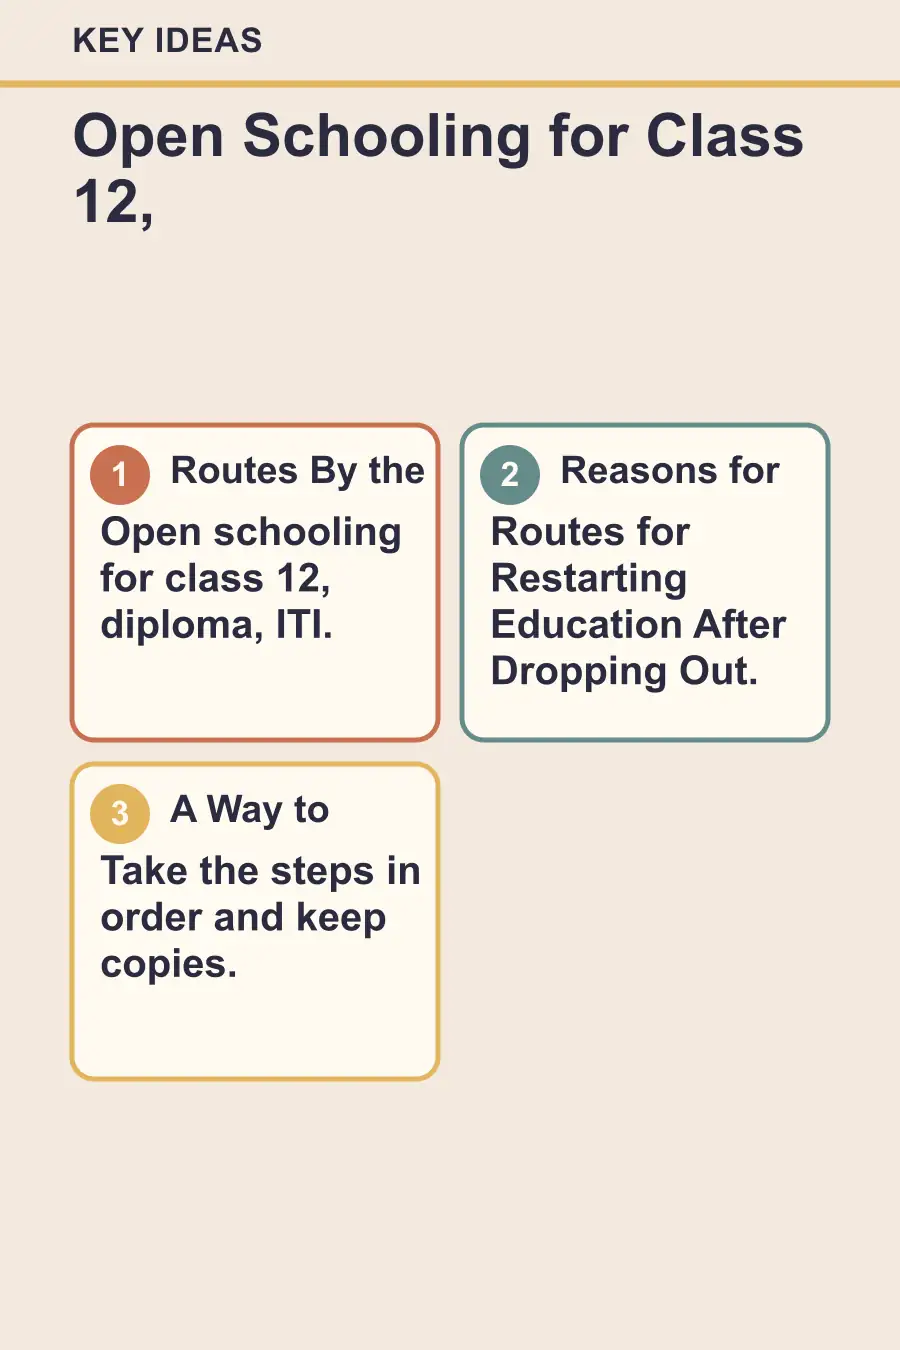 KEY IDEAS
Open Schooling for Class
12,
1 Routes By the
Open schooling
for class 12,
diploma, ITI.
2 Reasons for
Routes for
Restarting
Education After
Dropping Out.
3 A Way to
Take the steps in
order and keep
copies.